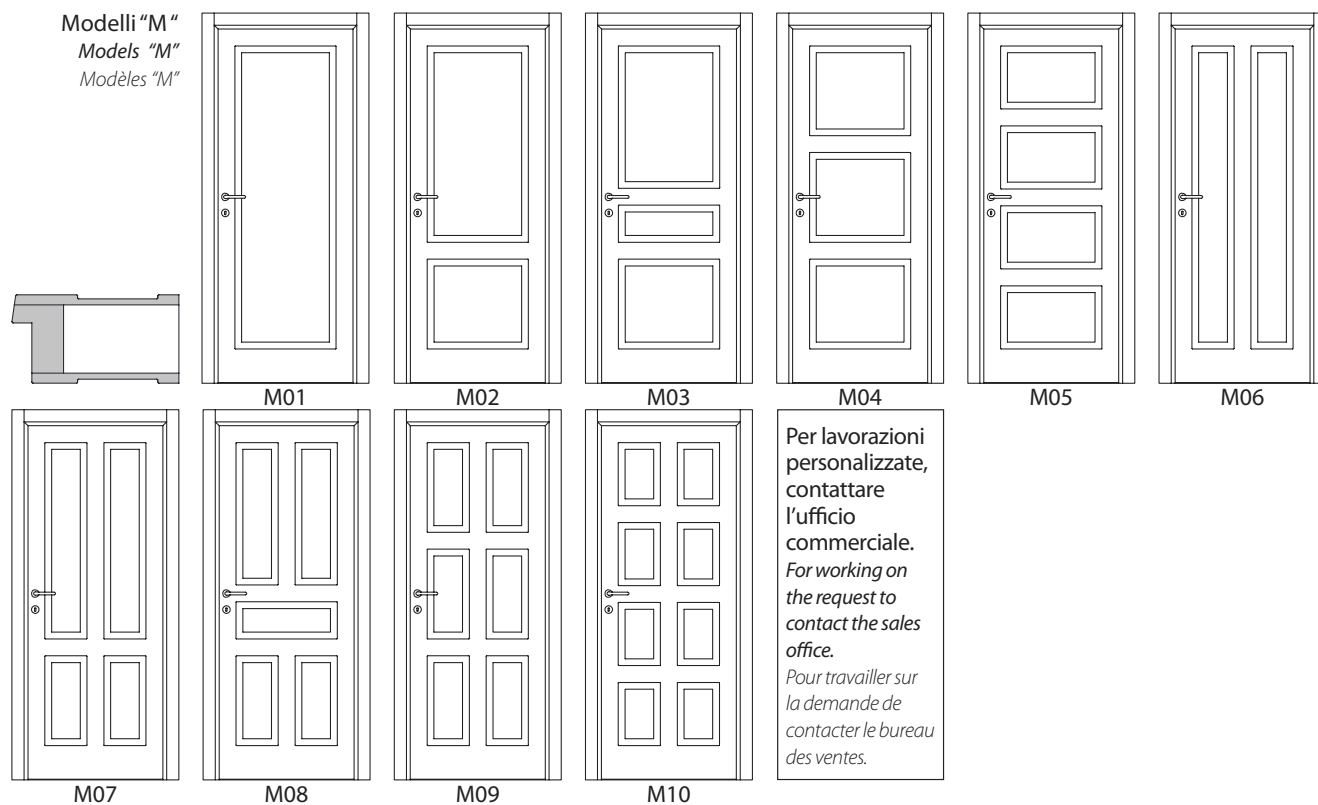 Modelli “M “
Models “M”
Modèles “M”
M01
M02
M03
M04
M05
M06
M07
M08
M09
M10
Per lavorazioni
personalizzate,
contattare
l’ufficio
commerciale.
For working on
the request to
contact the sales
office.
Pour travailler sur
la demande de
contacter le bureau
des ventes.